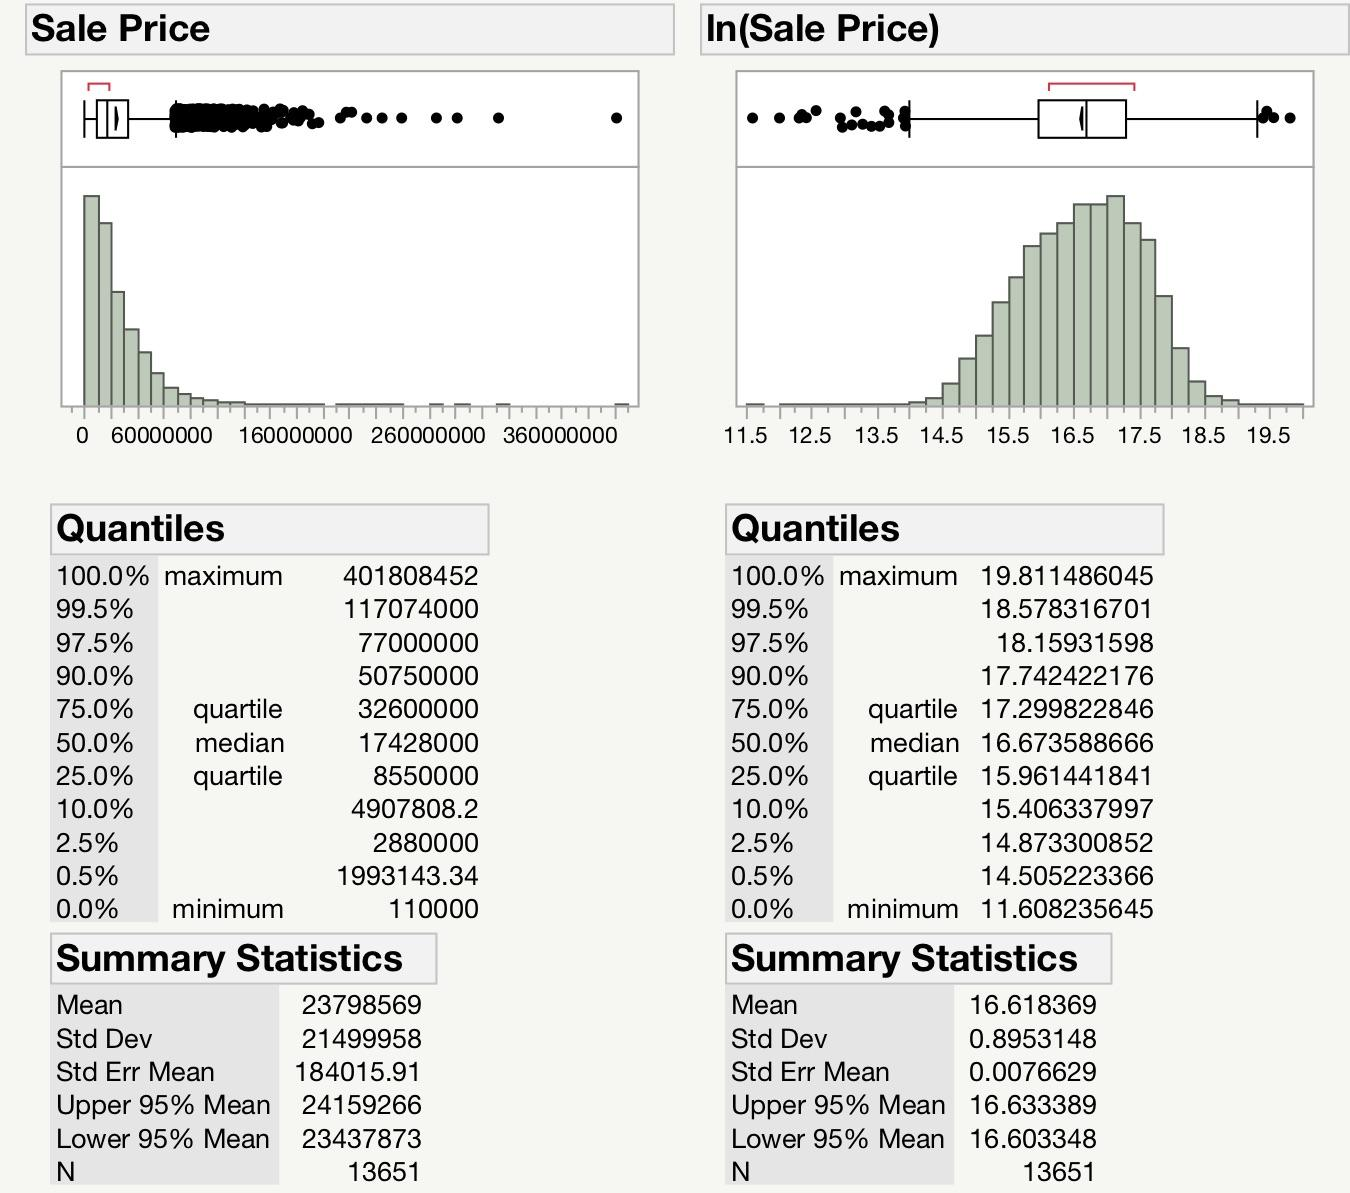 Sale Price
0 60000000 160000000 260000000 360000000
Quantiles
100.0% maximum 401808452
99.5% 117074000
97.5% 77000000
90.0% 50750000
75.0% quartile 32600000
50.0% median 17428000
25.0% quartile 8550000
10.0% 4907808.2
2.5% 2880000
0.5% 1993143.34
0.0% minimum 110000
Summary Statistics
Mean 23798569
Std Dev 21499958
Std Err Mean 184015.91
Upper 95% Mean 24159266
Lower 95% Mean 23437873
N 13651
ln(Sale Price)
11.5 12.5 13.5 14.5 15.5 16.5 17.5 18.5 19.5
Quantiles
100.0% maximum 19.811486045
99.5% 18.578316701
97.5% 18.15931598
90.0% 17.742422176
75.0% quartile 17.299822846
50.0% median 16.673588666
25.0% quartile 15.961441841
10.0% 15.406337997
2.5% 14.873300852
0.5% 14.505223366
0.0% minimum 11.608235645
Summary Statistics
Mean 16.618369
Std Dev 0.8953148
Std Err Mean 0.0076629
Upper 95% Mean 16.633389
Lower 95% Mean 16.603348
N 13651